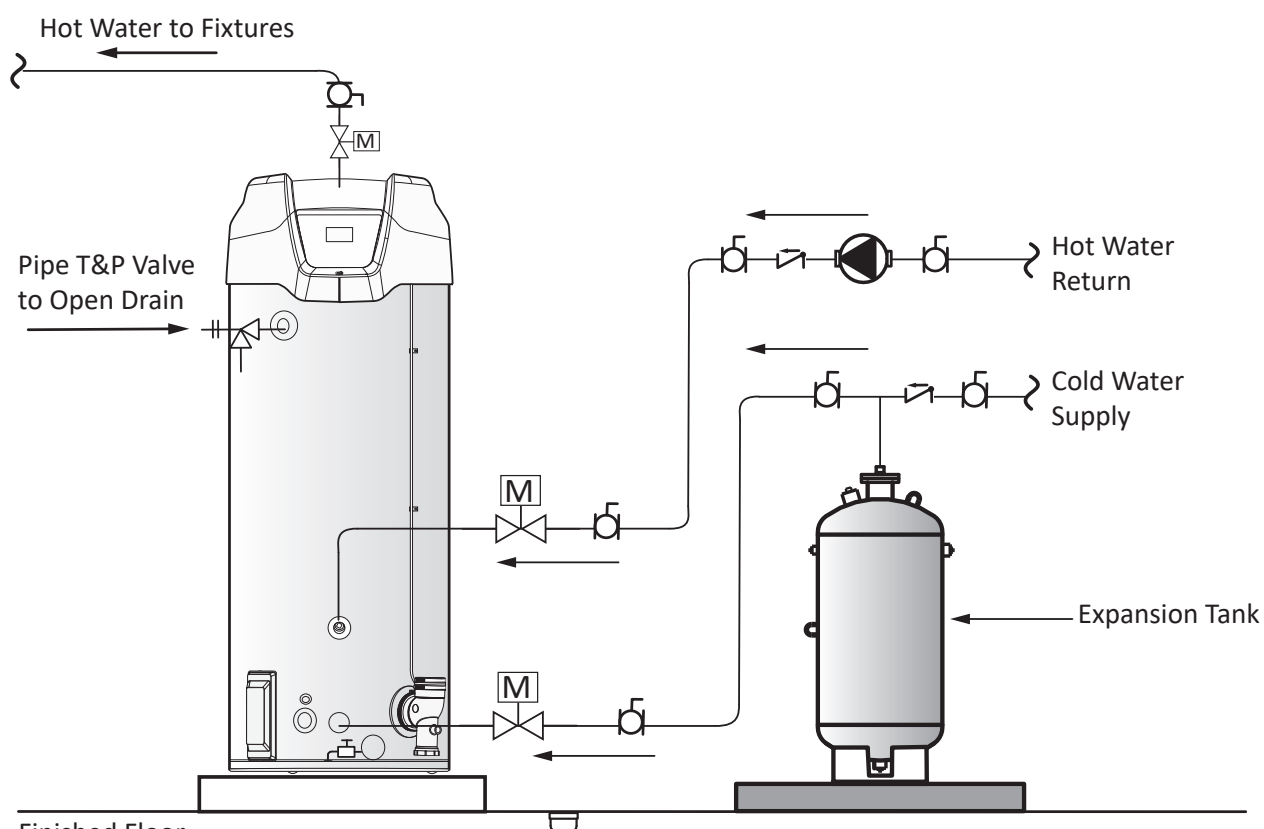 Hot Water to Fixtures
M
Hot Water
Return
Pipe T&P Valve
to Open Drain
Cold Water
Supply
M
Expansion Tank
M
Finished Floor